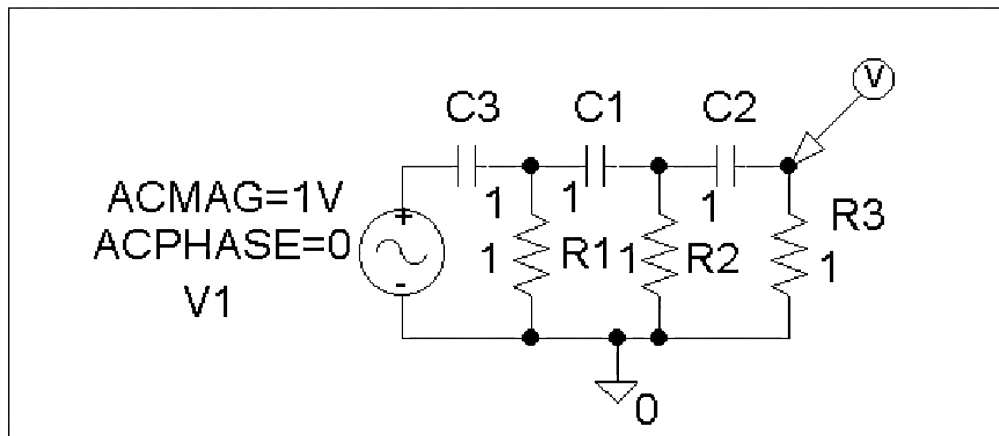 V
C3
C1
C2
ACMAG=1V
ACPHASE=0
V1
+
-
1
1
1
1
R1
1
R2
R3
1
0